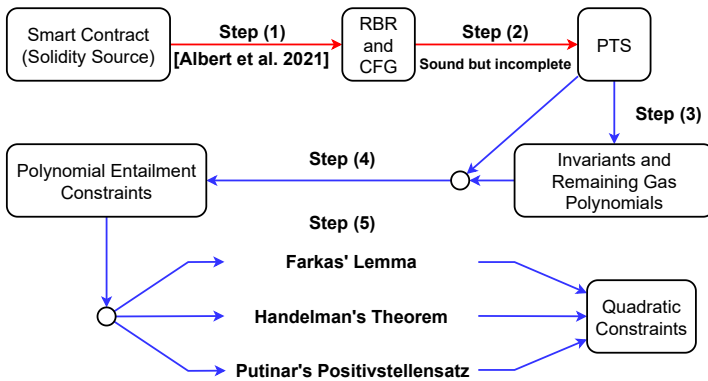 Smart Contract
(Solidity Source)
Step (1)
[Albert et al. 2021]
RBR
and
CFG
Step (2)
Sound but incomplete
PTS
Step (3)
Invariants and
Remaining Gas
Polynomials
Step (4)
Polynomial Entailment
Constraints
Step (5)
Farkas' Lemma
Handelman's Theorem
Putinar's Positivstellensatz
Quadratic
Constraints